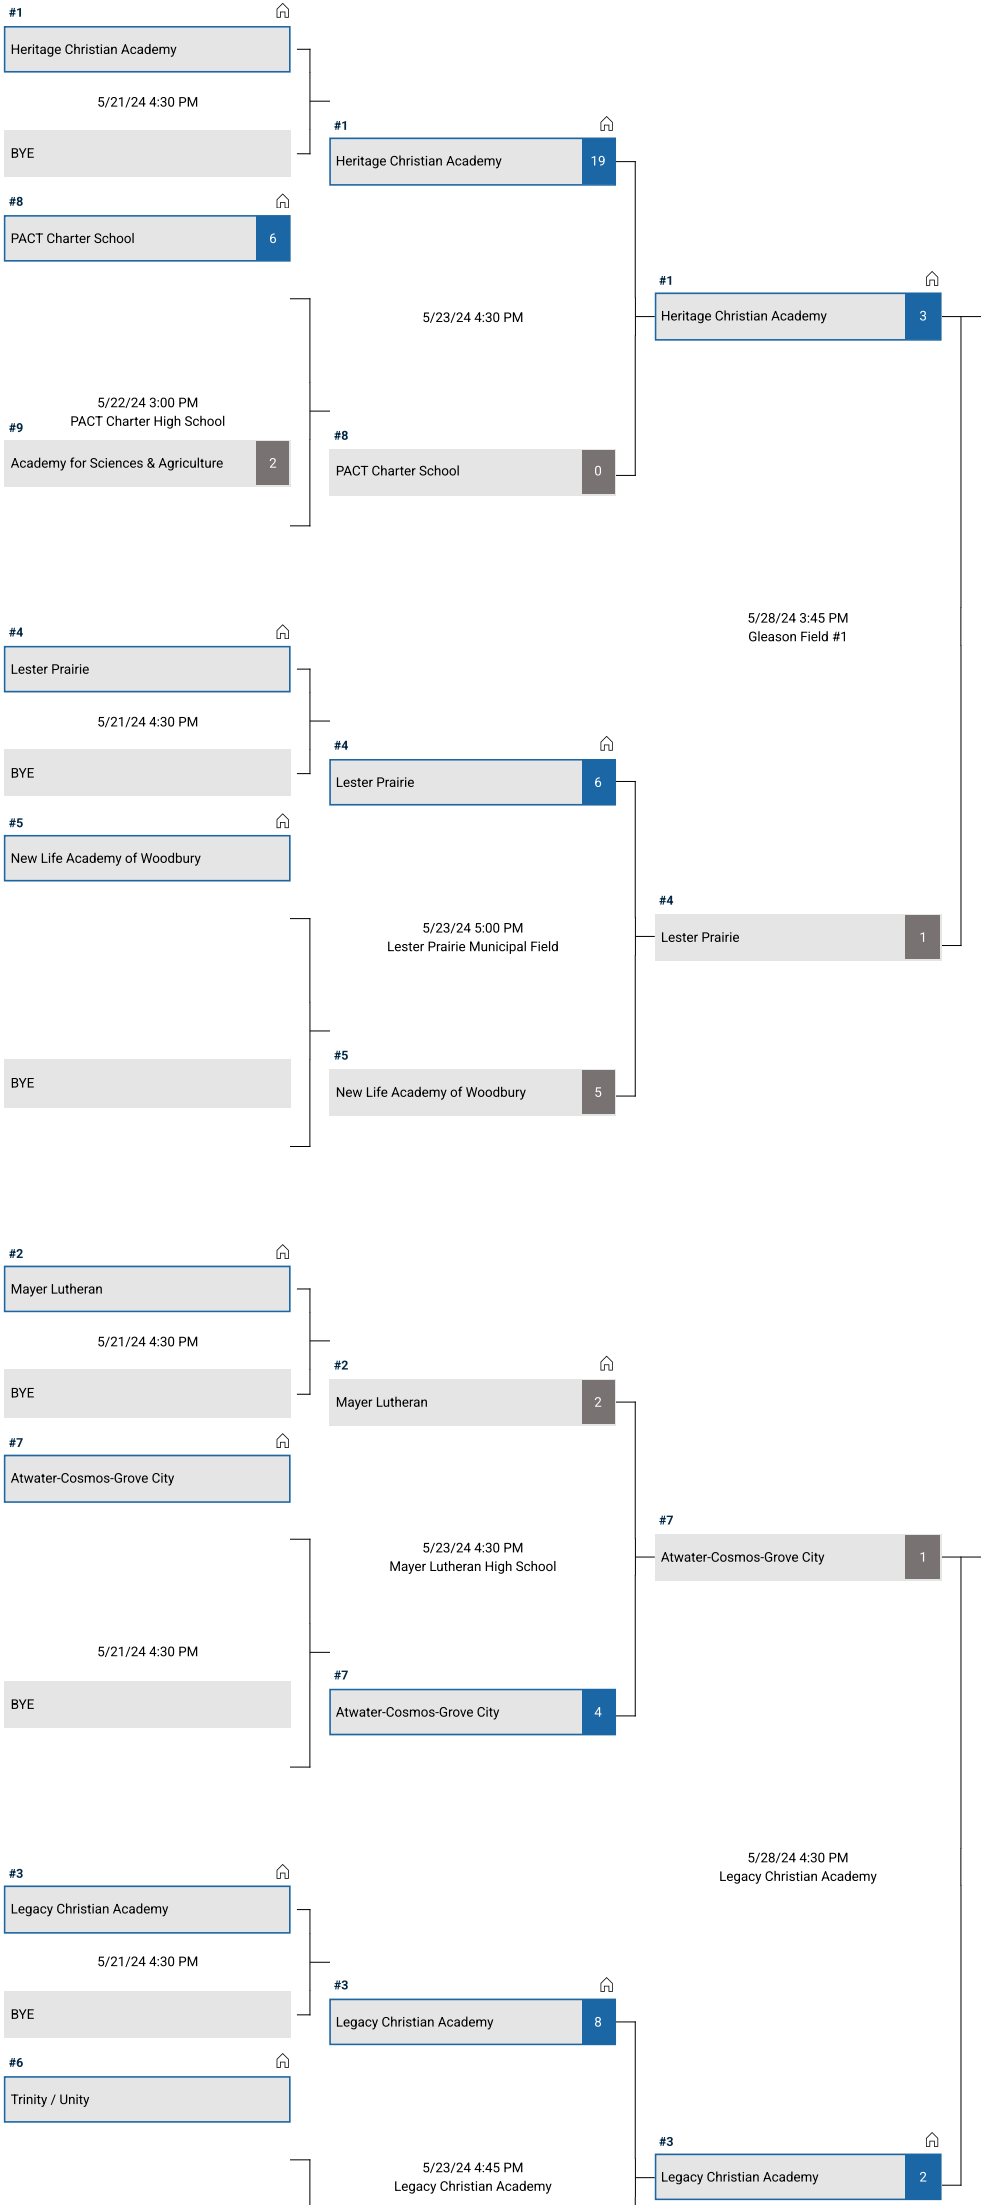 #1
Heritage Christian Academy
5/21/24 4:30 PM
BYE
#8
PACT Charter School 6
5/22/24 3:00 PM
PACT Charter High School
#9
Academy for Sciences & Agriculture 2
#4
Lester Prairie
5/21/24 4:30 PM
BYE
#5
New Life Academy of Woodbury
BYE
#2
Mayer Lutheran
5/21/24 4:30 PM
BYE
#7
Atwater-Cosmos-Grove City
5/21/24 4:30 PM
BYE
#3
Legacy Christian Academy
5/21/24 4:30 PM
BYE
#6
Trinity / Unity
#1
Heritage Christian Academy 19
5/23/24 4:30 PM
#8
PACT Charter School 0
#4
Lester Prairie 6
5/23/24 5:00 PM
Lester Prairie Municipal Field
#5
New Life Academy of Woodbury 5
#2
Mayer Lutheran 2
5/23/24 4:30 PM
Mayer Lutheran High School
#7
Atwater-Cosmos-Grove City 4
#3
Legacy Christian Academy 8
5/23/24 4:45 PM
Legacy Christian Academy
#1
Heritage Christian Academy 3
5/28/24 3:45 PM
Gleason Field #1
#4
Lester Prairie 1
#7
Atwater-Cosmos-Grove City 1
5/28/24 4:30 PM
Legacy Christian Academy
#3
Legacy Christian Academy 2